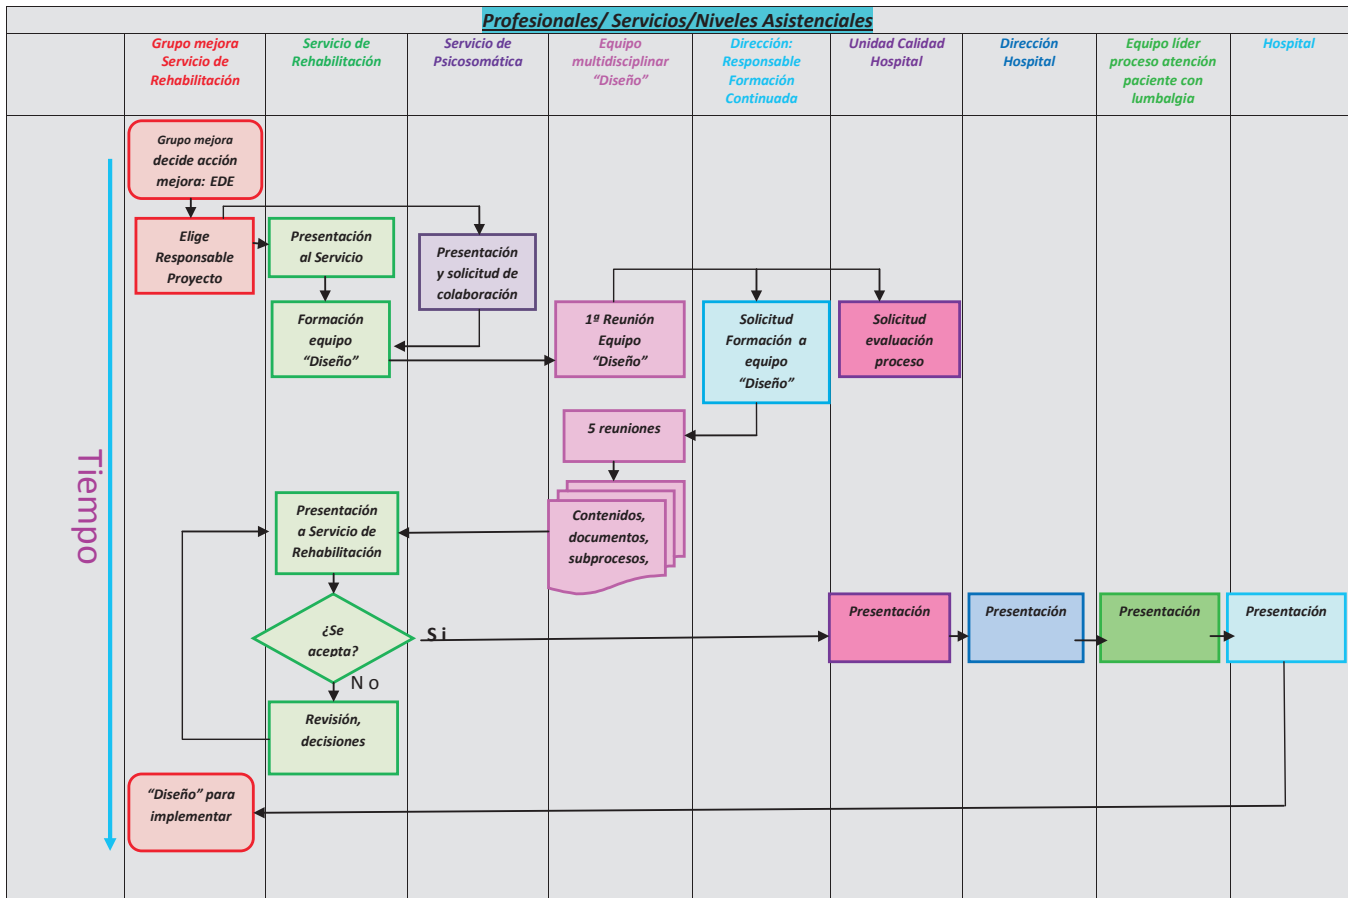 Profesionales/ Servicios/Niveles Asistenciales
Grupo mejora
Servicio de
Rehabilitación
Servicio de
Rehabilitación
Servicio de
Psicosomática
Equipo
multidisciplinar
“Diseño”
Dirección:
Responsable
Formación
Continuada
Unidad Calidad
Hospital
Dirección
Hospital
Equipo líder
proceso atención
paciente con
lumbalgia
Hospital
Tiempo
Grupo mejora
decide acción
mejora: EDE
Elige
Responsable
Proyecto
Presentación
al Servicio
Presentación
y solicitud de
colaboración
Formación
equipo
“Diseño”
1ª Reunión
Equipo
“Diseño”
Solicitud
Formación a
equipo
“Diseño”
Solicitud
evaluación
proceso
5 reuniones
Contenidos,
documentos,
subprocesos,
Presentación
a Servicio de
Rehabilitación
¿Se
acepta?
Si
No
Presentación
Presentación
Presentación
Presentación
Revisión,
decisiones
“Diseño” para
implementar